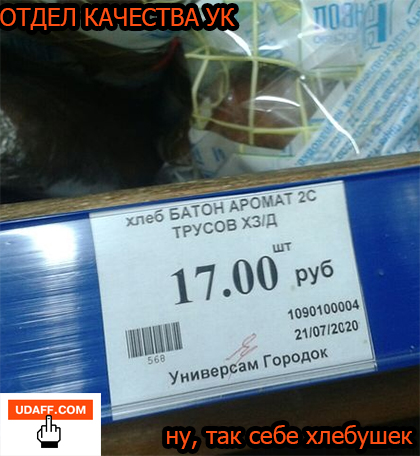 ОТДЕЛ КАЧЕСТВА УК
хлеб БАТОН АРОМАТ 2С
ТРУСОВ ХЗ/Д
17.00 шт руб
1090100004
21/07/2020
568
Универсам Городок
UDAFF.COM
ну, так себе хлебушек